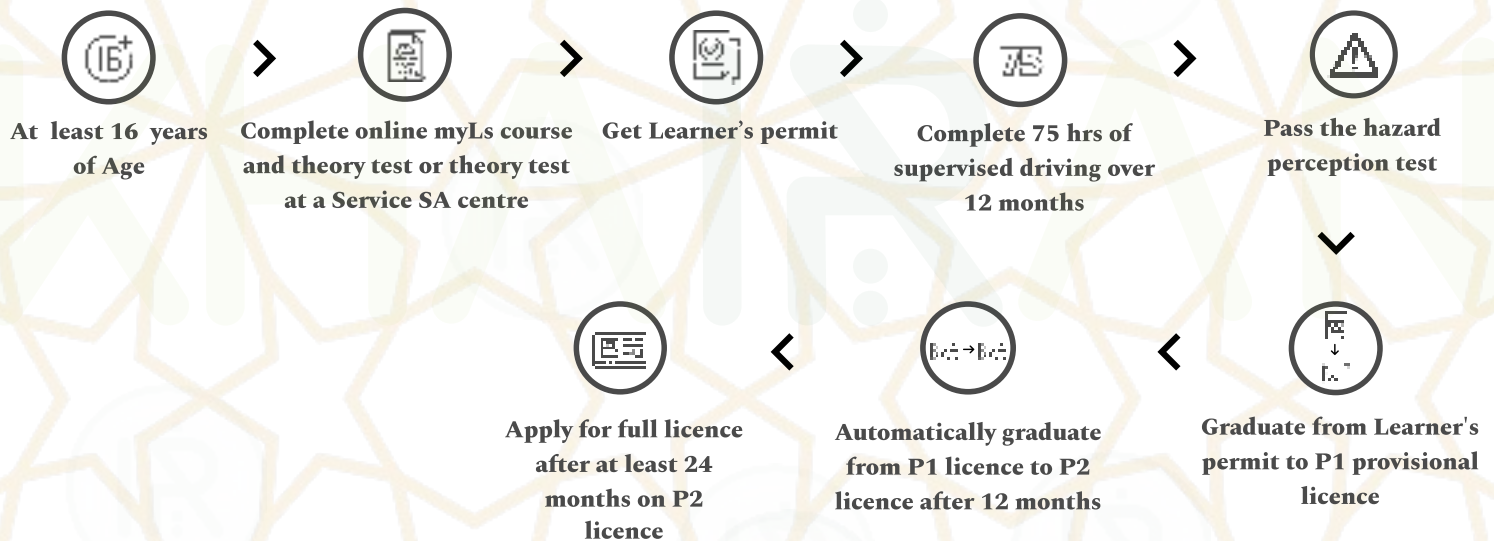 16+
At least 16 years
of Age
Complete online myLs course
and theory test or theory test
at a Service SA centre
Get Learner’s permit
75
Complete 75 hrs of
supervised driving over
12 months
Pass the hazard
perception test
Graduate from Learner's
permit to P1 provisional
licence
Automatically graduate
from P1 licence to P2
licence after 12 months
Apply for full licence
after at least 24
months on P2
licence